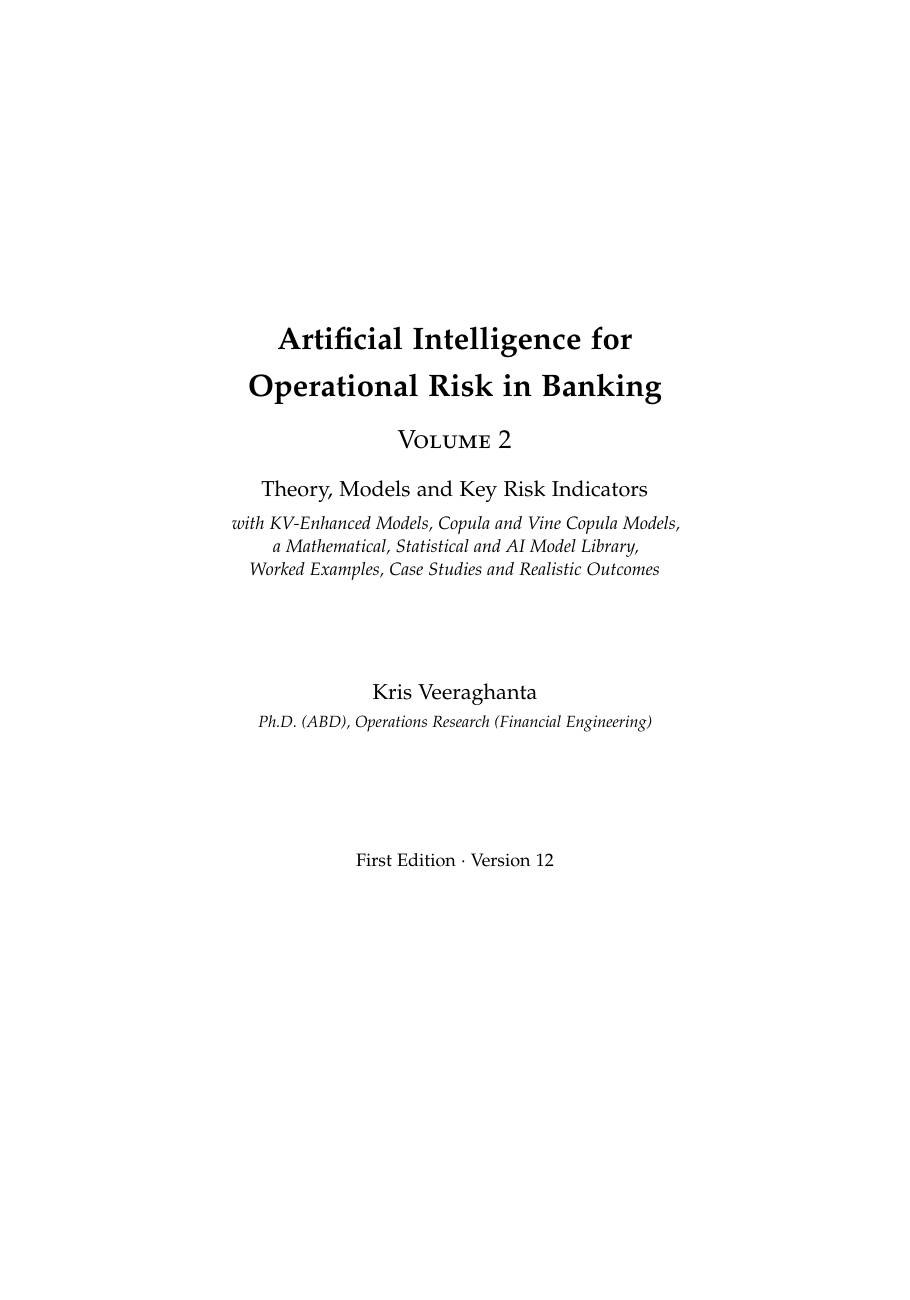 Artificial Intelligence for
Operational Risk in Banking
Volume 2
Theory, Models and Key Risk Indicators
with KV-Enhanced Models, Copula and Vine Copula Models,
a Mathematical, Statistical and AI Model Library,
Worked Examples, Case Studies and Realistic Outcomes
Kris Veeraghanta
Ph.D. (ABD), Operations Research (Financial Engineering)
First Edition · Version 12